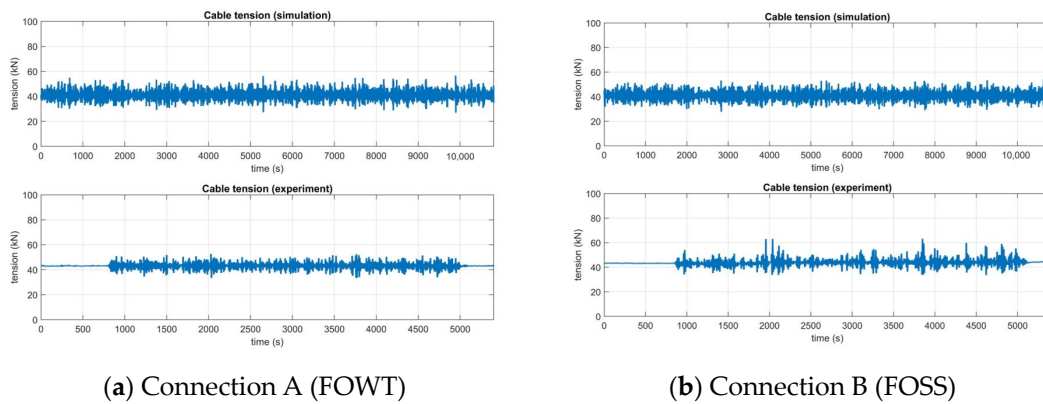 Cable tension (simulation)
100
80
60
40
20
0
tension (kN)
0 1000 2000 3000 4000 5000 6000 7000 8000 9000 10,000
time (s)
Cable tension (experiment)
100
80
60
40
20
0
tension (kN)
0 500 1000 1500 2000 2500 3000 3500 4000 4500 5000
time (s)
(a) Connection A (FOWT)
Cable tension (simulation)
100
80
60
40
20
0
tension (kN)
0 1000 2000 3000 4000 5000 6000 7000 8000 9000 10,000
time (s)
Cable tension (experiment)
100
80
60
40
20
0
tension (kN)
0 500 1000 1500 2000 2500 3000 3500 4000 4500 5000
time (s)
(b) Connection B (FOSS)